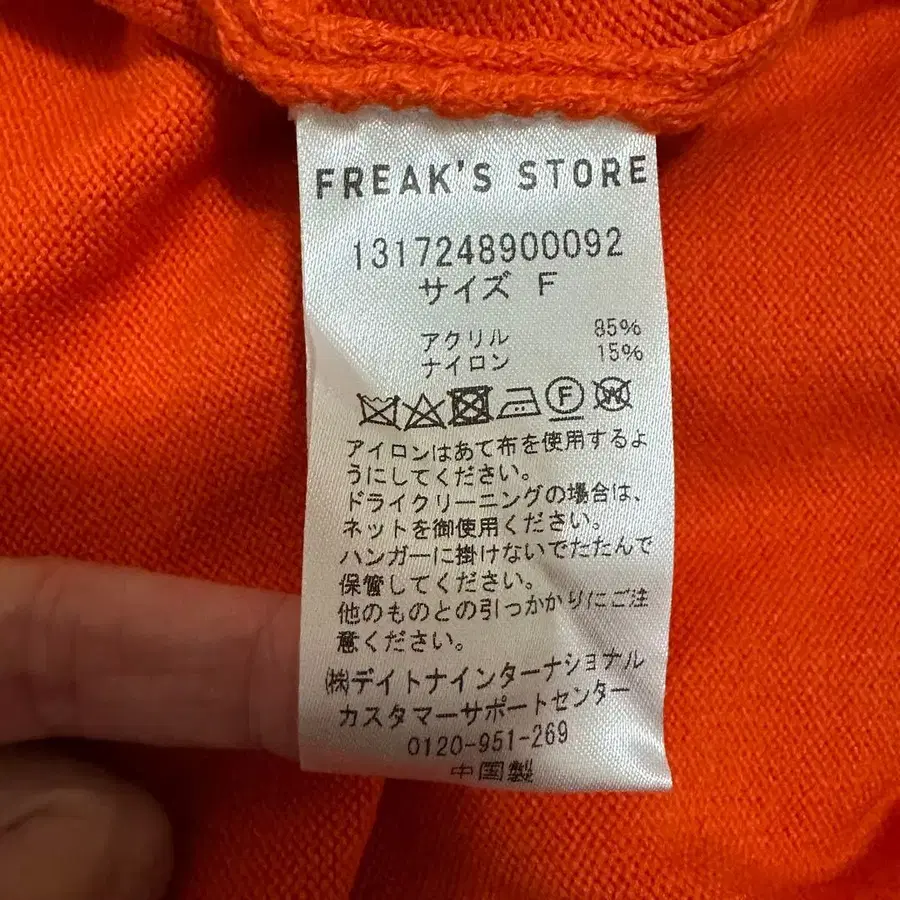 FREAK'S STORE
1317248900092
サイズ F
アクリル 85%
ナイロン 15%
F W
アイロンはあて布を使用するよ
うにしてください。
ドライクリーニングの場合は、
ネットを御使用ください。
ハンガーに掛けないでたたんで
保管してください。
他のものとの引っかかりにご注
意ください。
(株)デイトナインターナショナル
カスタマーサポートセンター
0120-951-269
中国製